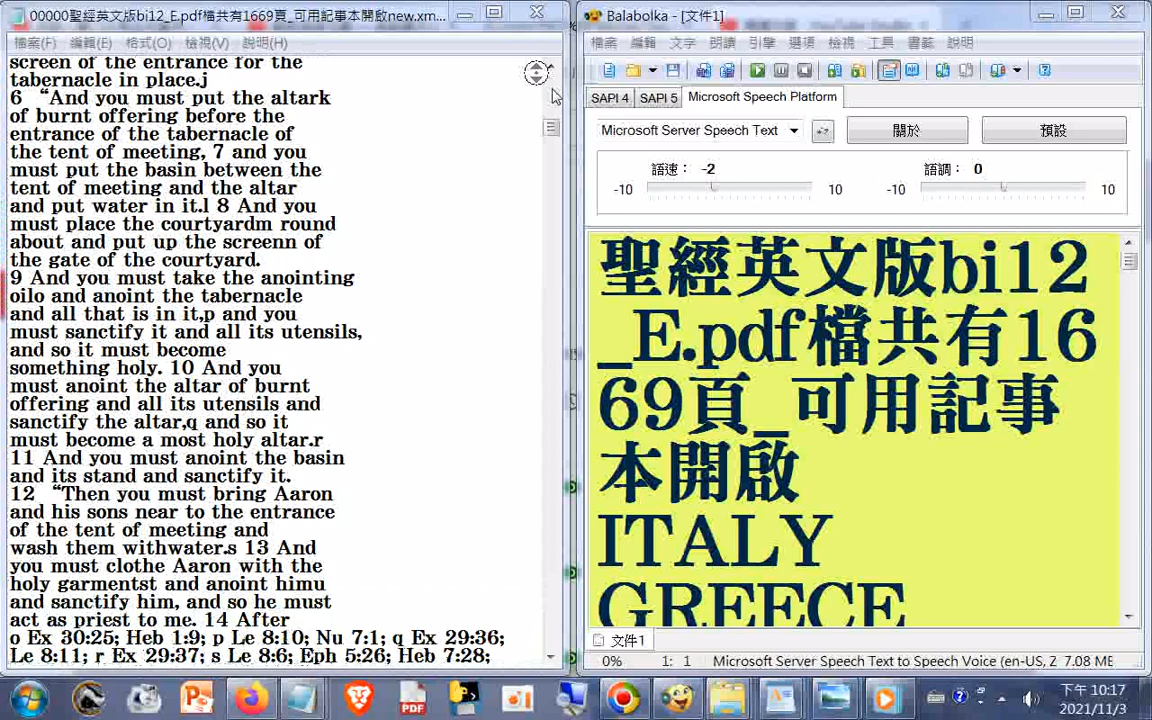 00000聖經英文版bi12_E.pdf檔共有1669頁_可用記事本開啟new.xm...
檔案(F) 編輯(E) 格式(O) 檢視(V) 說明(H)
screen of the entrance for the
tabernacle in place.j
6 “And you must put the altark
of burnt offering before the
entrance of the tabernacle of
the tent of meeting, 7 and you
must put the basin between the
tent of meeting and the altar
and put water in it.l 8 And you
must place the courtyardm round
about and put up the screenn of
the gate of the courtyard.
9 And you must take the anointing
oilo and anoint the tabernacle
and all that is in it,p and you
must sanctify it and all its utensils,
and so it must become
something holy. 10 And you
must anoint the altar of burnt
offering and all its utensils and
sanctify the altar,q and so it
must become a most holy altar.r
11 And you must anoint the basin
and its stand and sanctify it.
12 “Then you must bring Aaron
and his sons near to the entrance
of the tent of meeting and
wash them withwater.s 13 And
you must clothe Aaron with the
holy garmentst and anoint himu
and sanctify him, and so he must
act as priest to me. 14 After
o Ex 30:25; Heb 1:9; p Le 8:10; Nu 7:1; q Ex 29:36;
Le 8:11; r Ex 29:37; s Le 8:6; Eph 5:26; Heb 7:28;
Balabolka - [文件1]
檔案 編輯 文字 朗讀 引擎 選項 檢視 工具 書籤 說明
SAPI 4 SAPI 5 Microsoft Speech Platform
Microsoft Server Speech Text 關於 預設
語速: -2 語調: 0
-10 10 -10 10
聖經英文版bi12
_E.pdf檔共有16
69頁_可用記事
本開啟
ITALY
GREECE
文件1
0% 1: 1 Microsoft Server Speech Text to Speech Voice (en-US, Z 7.08 ME
PDF
下午 10:17
2021/11/3